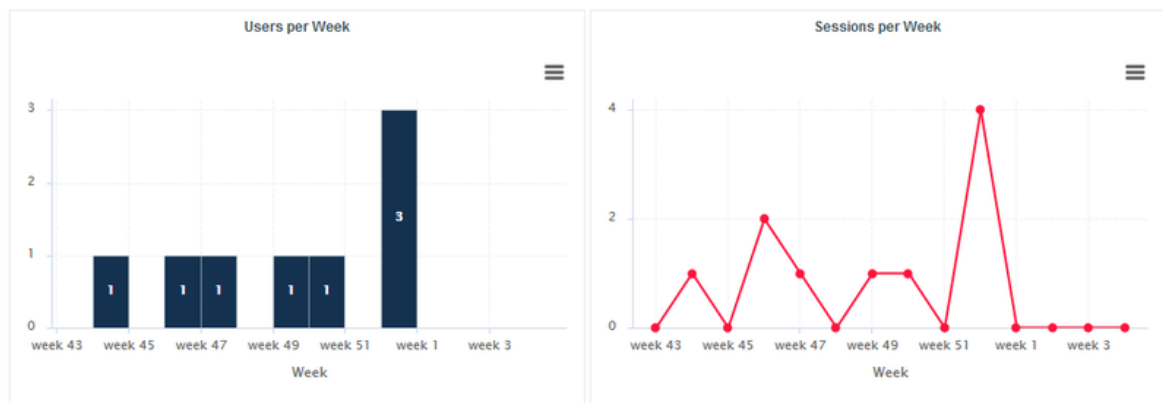 Users per Week
3
2
1
0
1
1
1
1
1
3
week 43
week 45
week 47
week 49
week 51
week 1
week 3
Week
Sessions per Week
4
2
0
week 43
week 45
week 47
week 49
week 51
week 1
week 3
Week